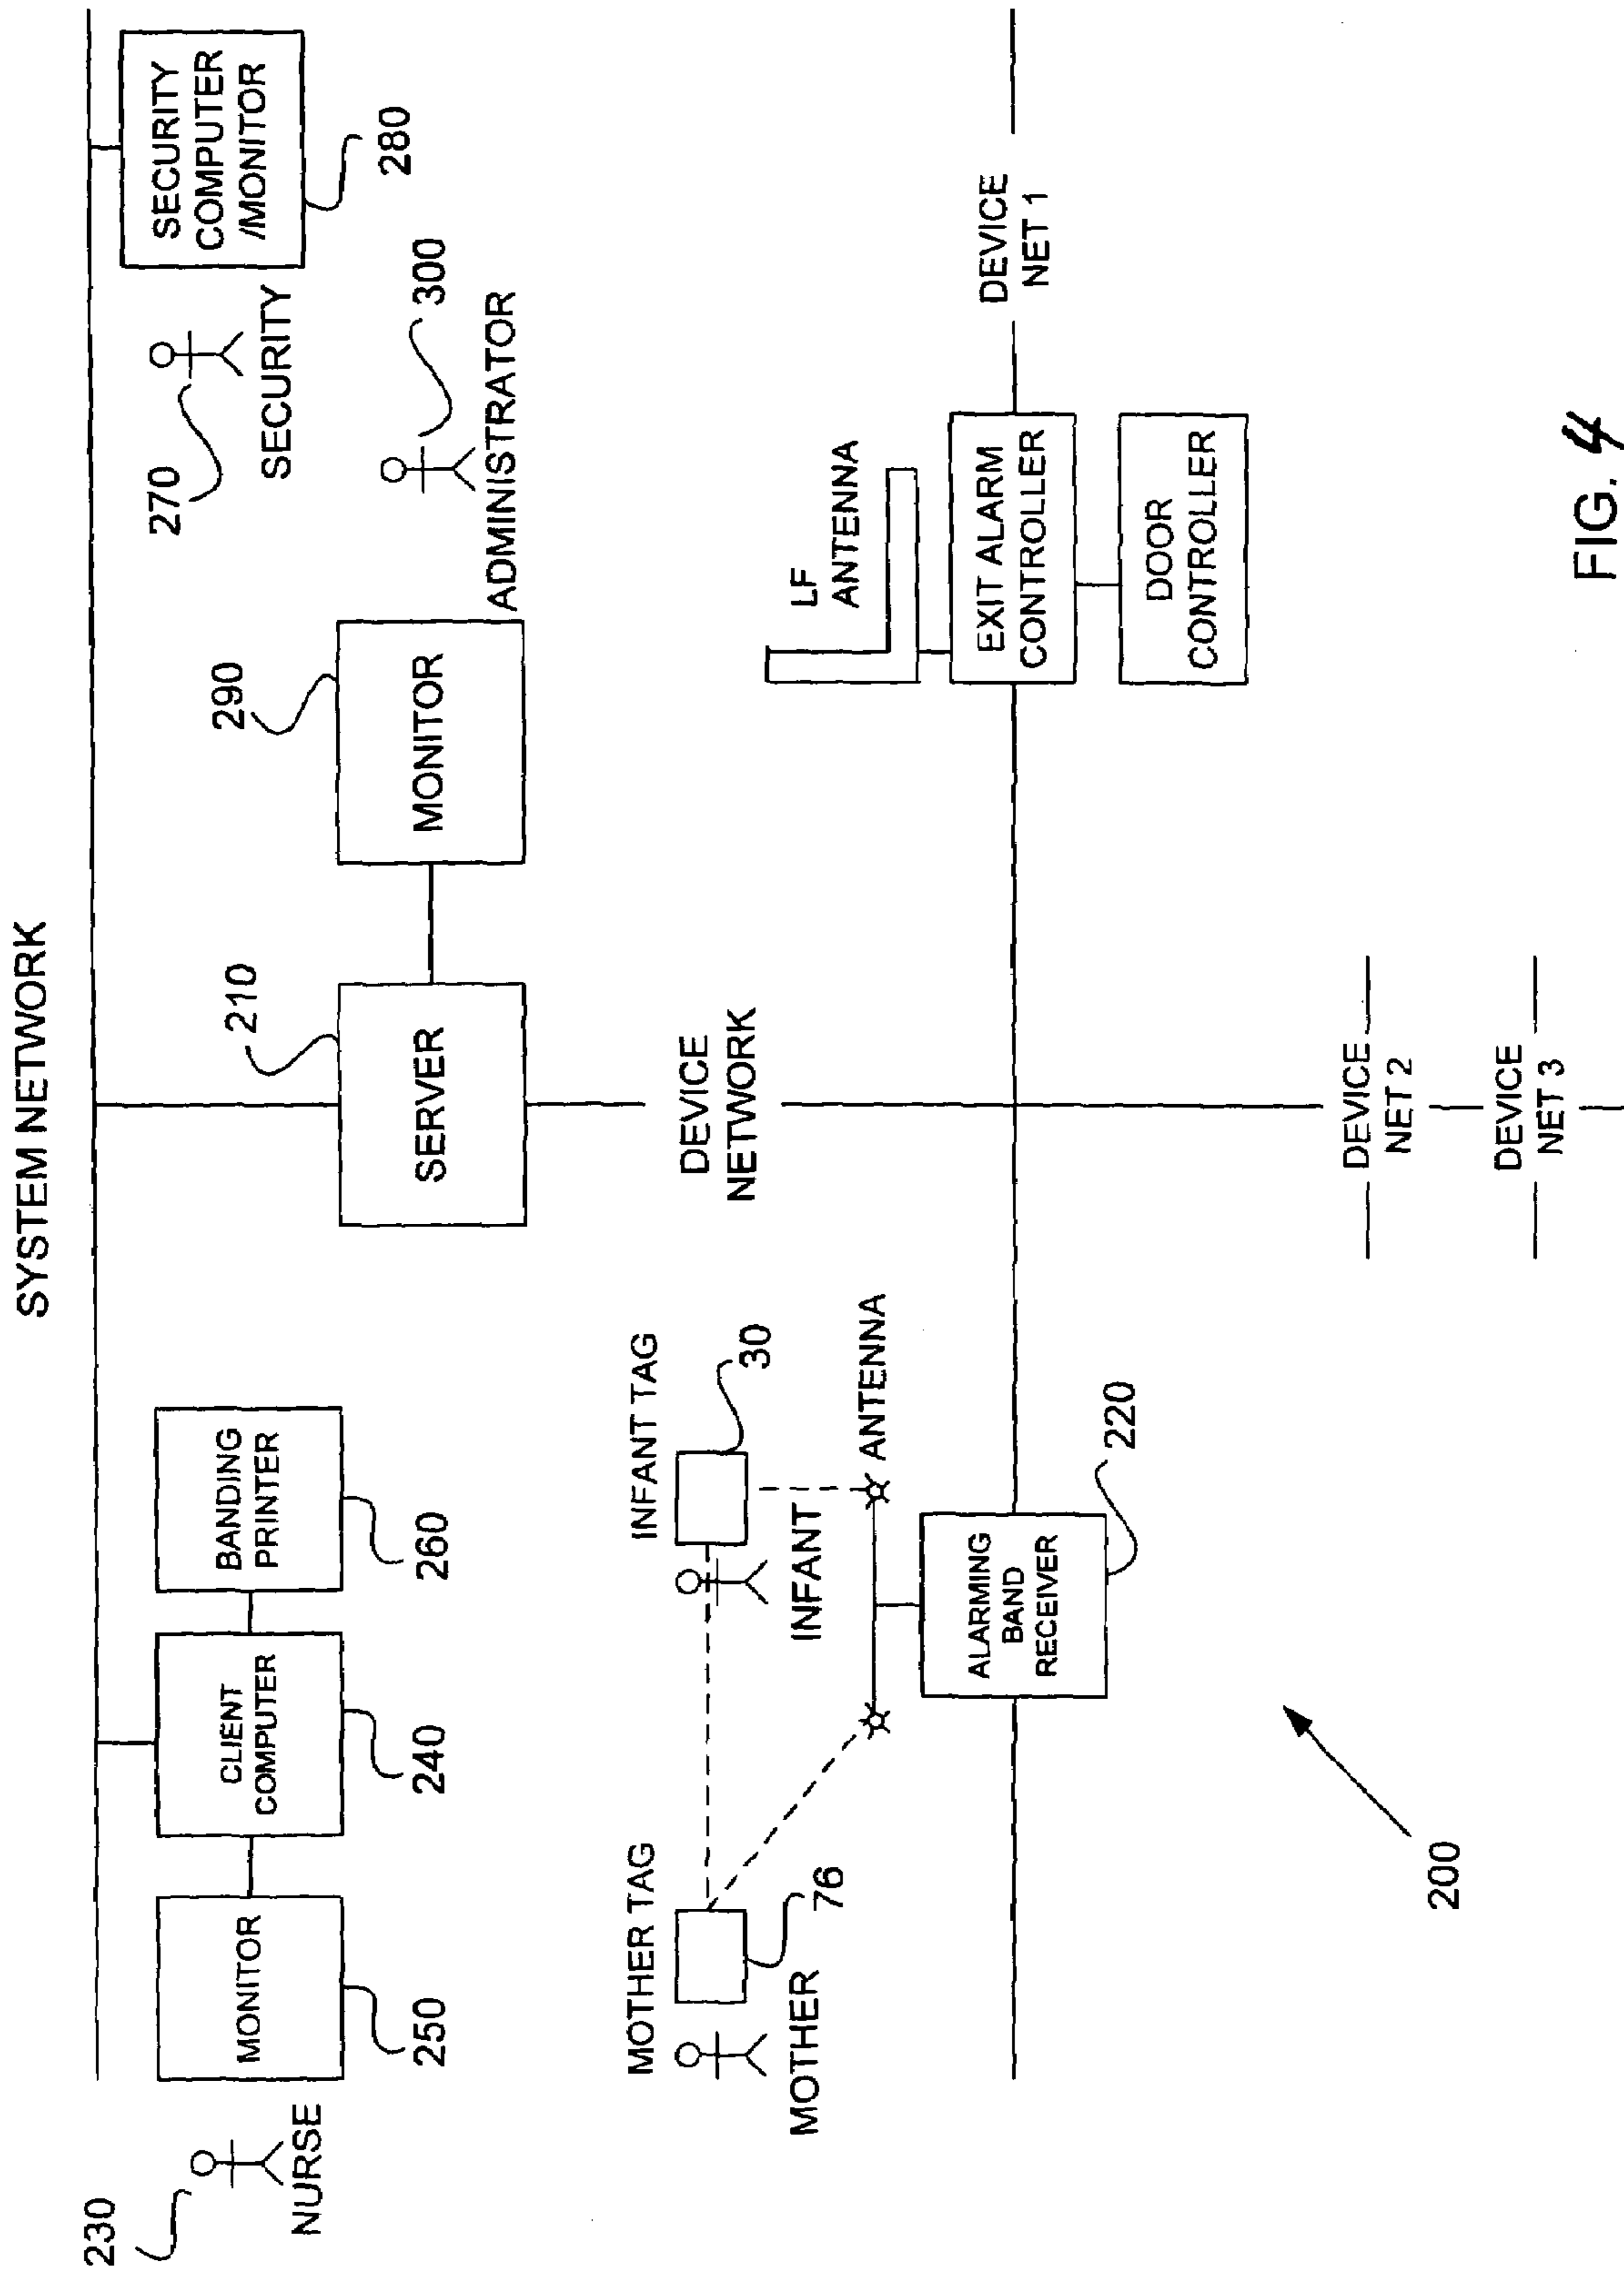 SYSTEM NETWORK
230
NURSE
MONITOR
250
CLIENT
COMPUTER
240
BANDING
PRINTER
260
SERVER
210
MONITOR
290
270
SECURITY
300
ADMINISTRATOR
SECURITY
COMPUTER
/MONITOR
280
MOTHER TAG
76
MOTHER
INFANT TAG
30
INFANT
ANTENNA
ALARMING
BAND
RECEIVER
220
DEVICE
NETWORK
LF
ANTENNA
EXIT ALARM
CONTROLLER
DOOR
CONTROLLER
DEVICE
NET 1
DEVICE
NET 2
DEVICE
NET 3
200
FIG. 4